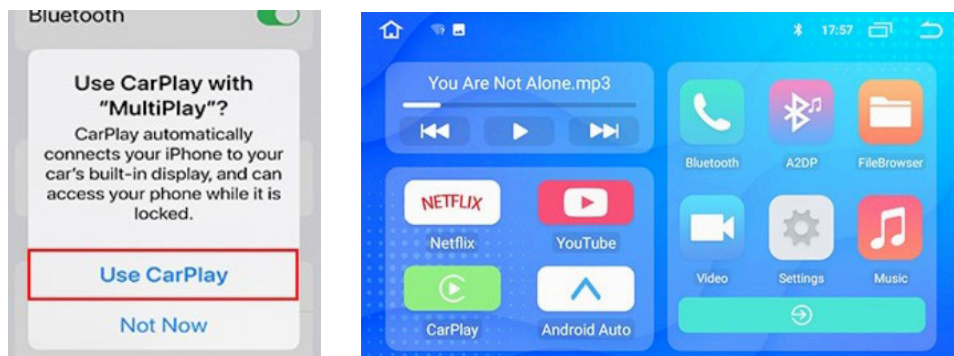 Bluetooth
Use CarPlay with
“MultiPlay”?
CarPlay automatically
connects your iPhone to your
car's built-in display, and can
access your phone while it is
locked.
Use CarPlay
Not Now
17:57
You Are Not Alone.mp3
Bluetooth
A2DP
FileBrowser
NETFLIX
Netflix
YouTube
Video
Settings
Music
CarPlay
Android Auto